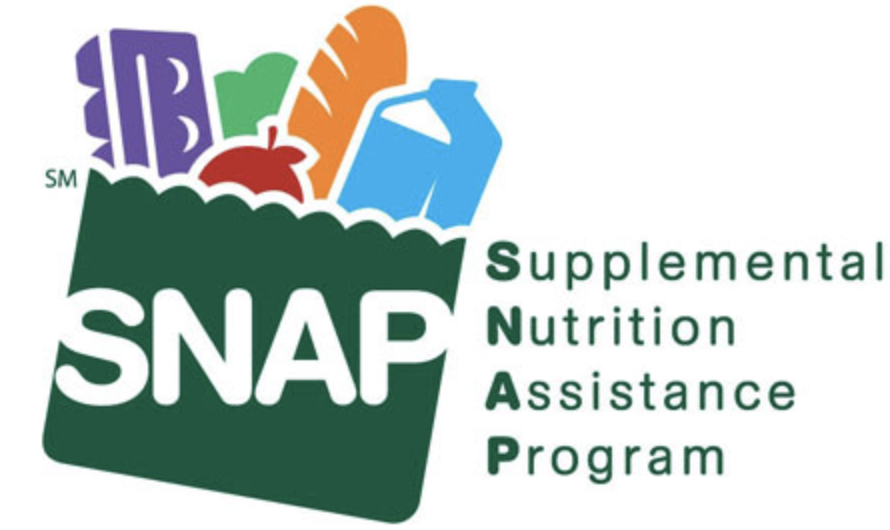 SM
SNAP
Supplemental
Nutrition
Assistance
Program